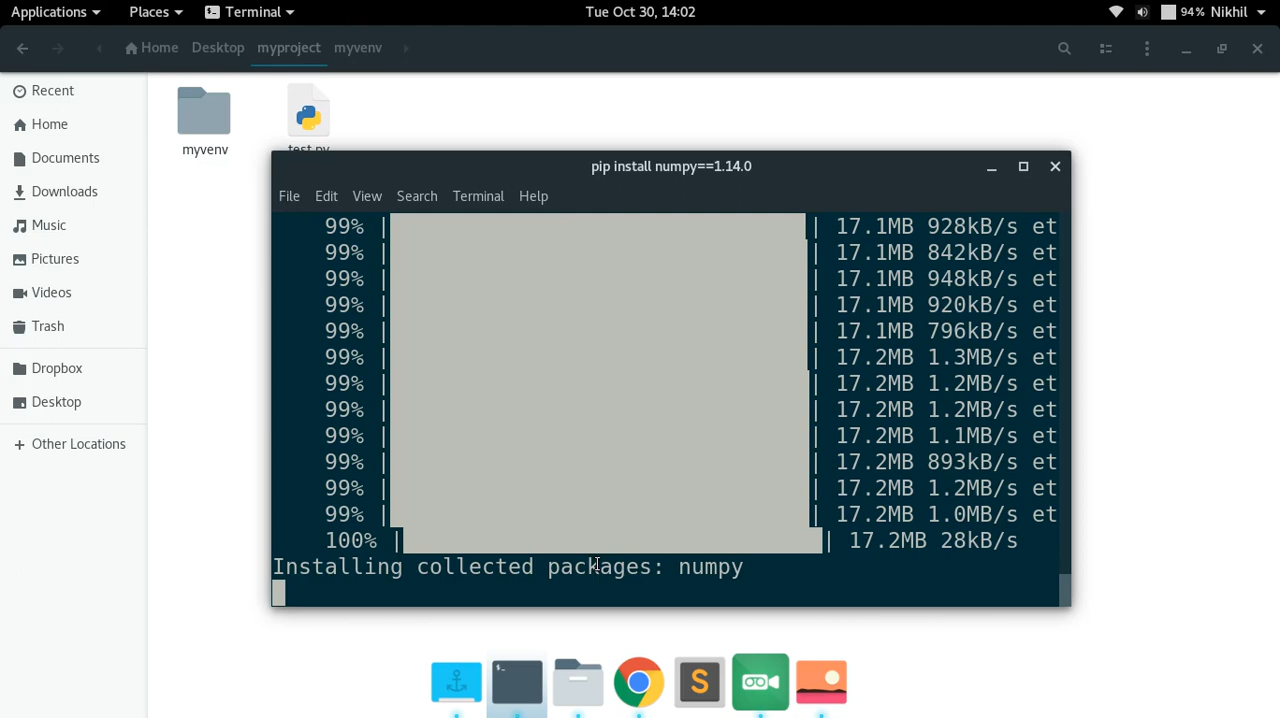 Applications Places Terminal Tue Oct 30, 14:02 94% Nikhil
Home Desktop myproject myvenv
Recent
Home
Documents
Downloads
Music
Pictures
Videos
Trash
Dropbox
Desktop
+ Other Locations
myvenv test.py
pip install numpy==1.14.0
File Edit View Search Terminal Help
99% | | 17.1MB 928kB/s et
99% | | 17.1MB 842kB/s et
99% | | 17.1MB 948kB/s et
99% | | 17.1MB 920kB/s et
99% | | 17.1MB 796kB/s et
99% | | 17.2MB 1.3MB/s et
99% | | 17.2MB 1.2MB/s et
99% | | 17.2MB 1.2MB/s et
99% | | 17.2MB 1.1MB/s et
99% | | 17.2MB 893kB/s et
99% | | 17.2MB 1.2MB/s et
99% | | 17.2MB 1.0MB/s et
100% | | 17.2MB 28kB/s
Installing collected packages: numpy
$_ S